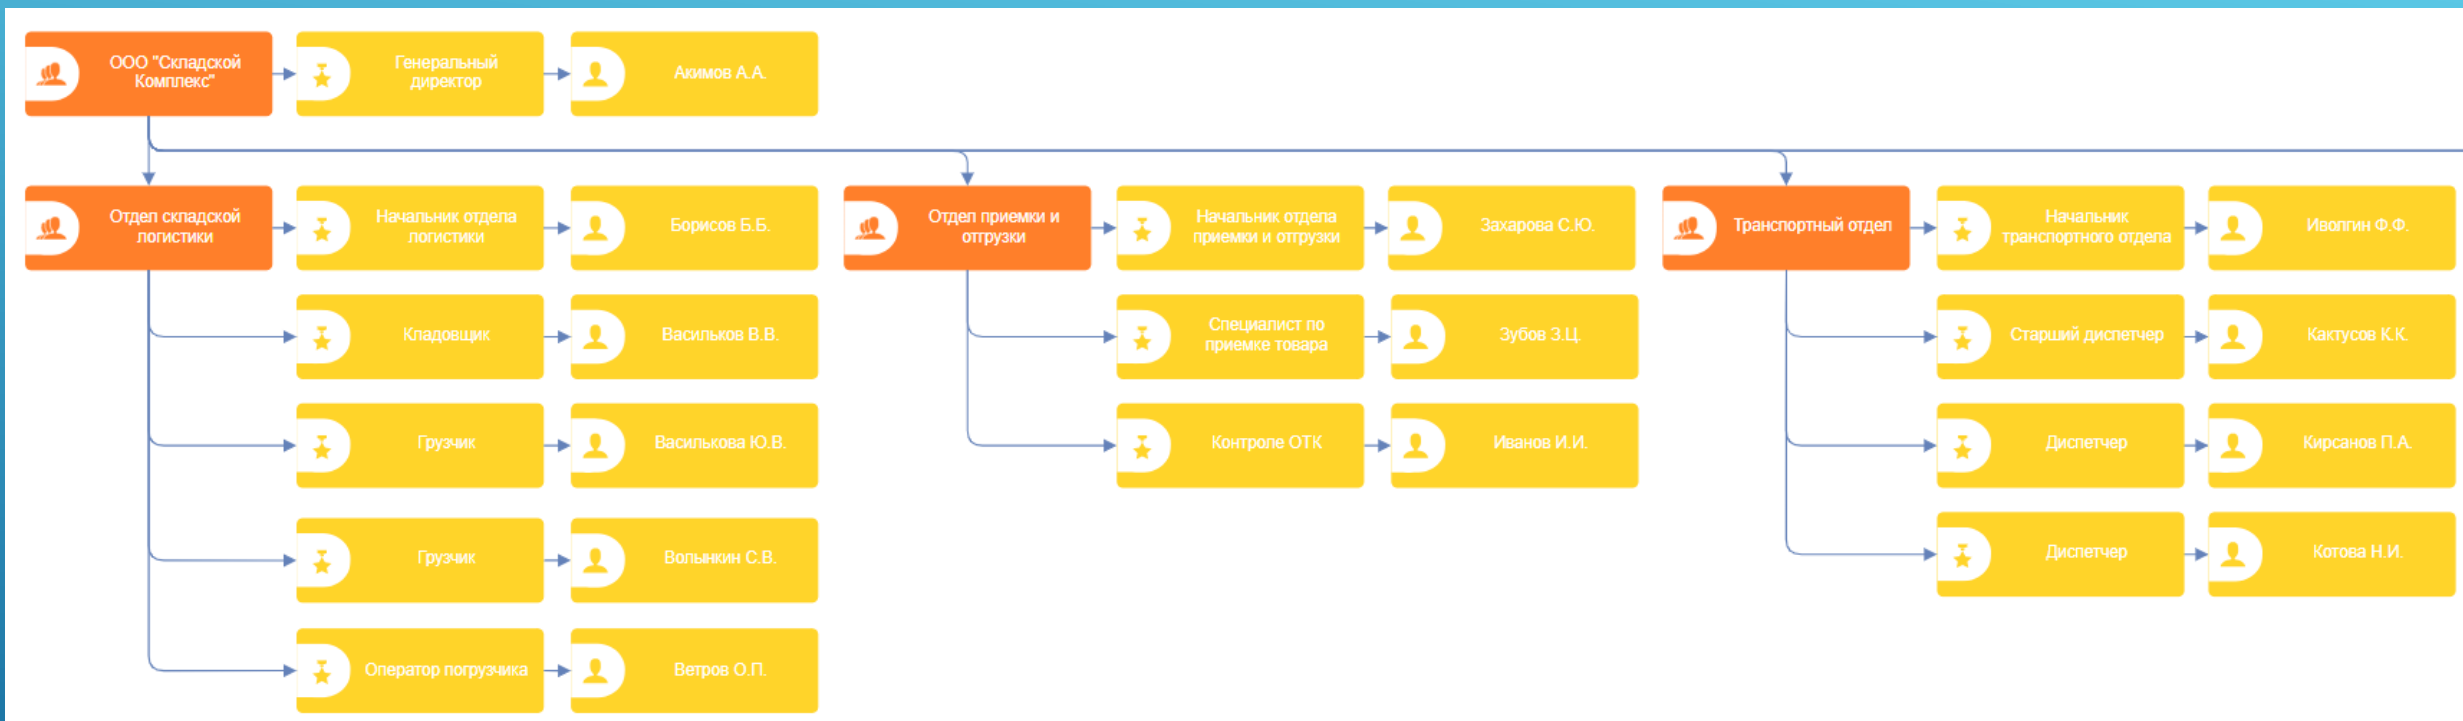 ООО "Складской
Комплекс"
Генеральный
директор
Акимов А.А.
Отдел складской
логистики
Начальник отдела
логистики
Борисов Б.Б.
Кладовщик
Васильков В.В.
Грузчик
Василькова Ю.В.
Грузчик
Волынкин С.В.
Оператор погрузчика
Ветров О.П.
Отдел приемки и
отгрузки
Начальник отдела
приемки и отгрузки
Захарова С.Ю.
Специалист по
приемке товара
Зубов З.Ц.
Контроле ОТК
Иванов И.И.
Транспортный отдел
Начальник
транспортного отдела
Иволгин Ф.Ф.
Старший диспетчер
Кактусов К.К.
Диспетчер
Кирсанов П.А.
Диспетчер
Котова Н.И.